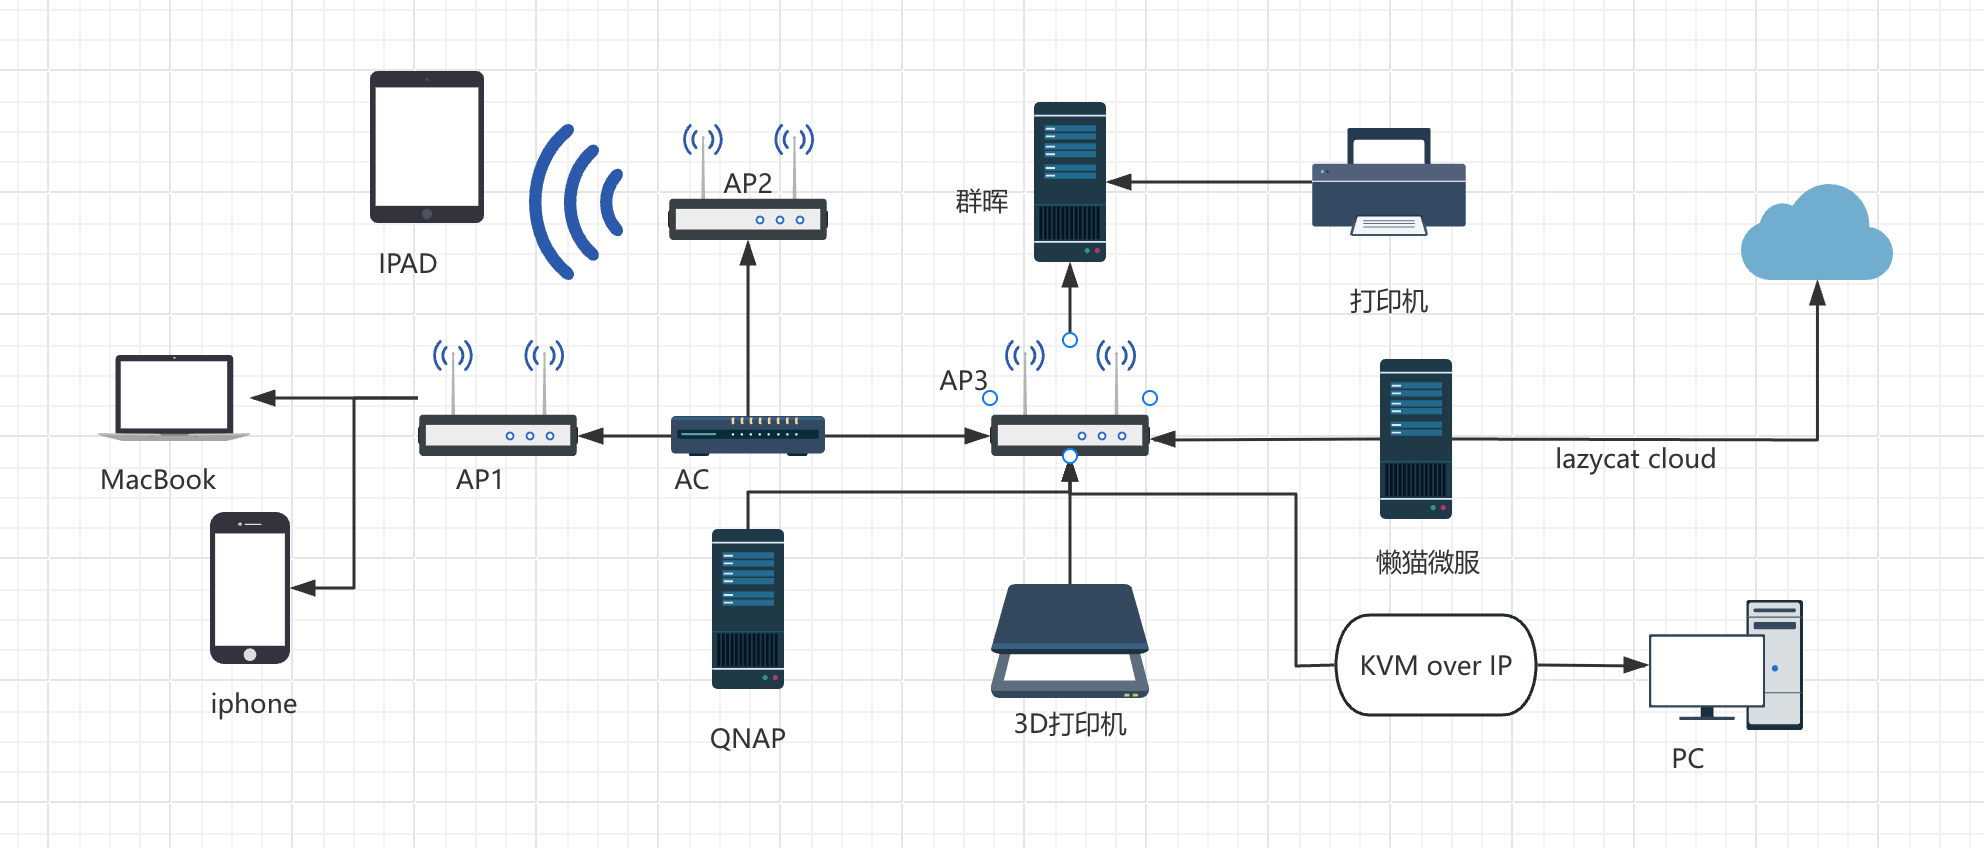 AP2
群晖
IPAD
打印机
AP3
MacBook
AP1
AC
lazycat cloud
懒猫微服
iphone
KVM over IP
QNAP
3D打印机
PC